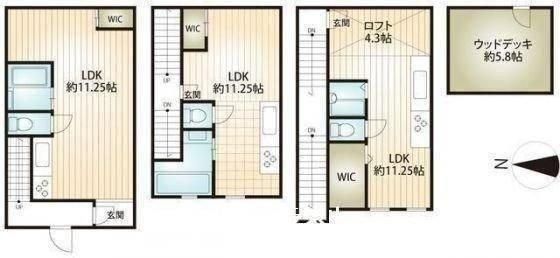 WIC
LDK
約11.25帖
UP
玄関
WIC
DN
UP
LDK
約11.25帖
玄関
玄関
ロフト
4.3帖
DN
DN
WIC
LDK
約11.25帖
ウッドデッキ
約5.8帖
N